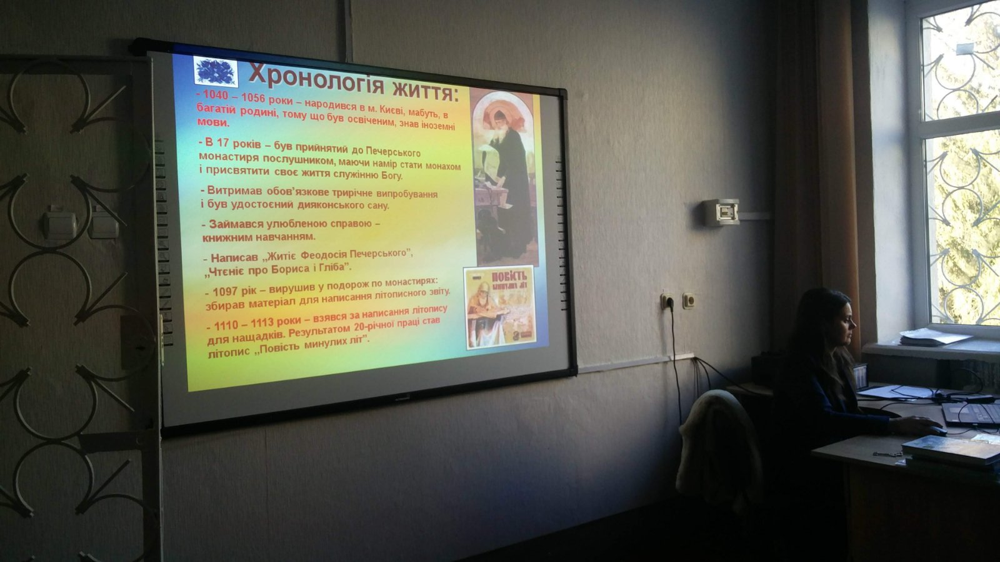 Хронологія життя:
- 1040 – 1056 роки – народився в м. Києві, мабуть, в
багатій родині, тому що був освіченим, знав іноземні
мови.
- В 17 років – був прийнятий до Печерського
монастиря послушником, маючи намір стати монахом
і присвятити своє життя служінню Богу.
- Витримав обов’язкове трирічне випробування
і був удостоєний дияконського сану.
- Займався улюбленою справою –
книжним навчанням.
- Написав „Житіє Феодосія Печерського”,
„Чтєніє про Бориса і Гліба”.
- 1097 рік – вирушив у подорож по монастирях:
збирав матеріал для написання літописного звіту.
- 1110 – 1113 роки – взявся за написання літопису
для нащадків. Результатом 20-річної праці став
літопис „Повість минулих літ”.
ПОВІСТЬ
МИНУЛИХ ЛІТ